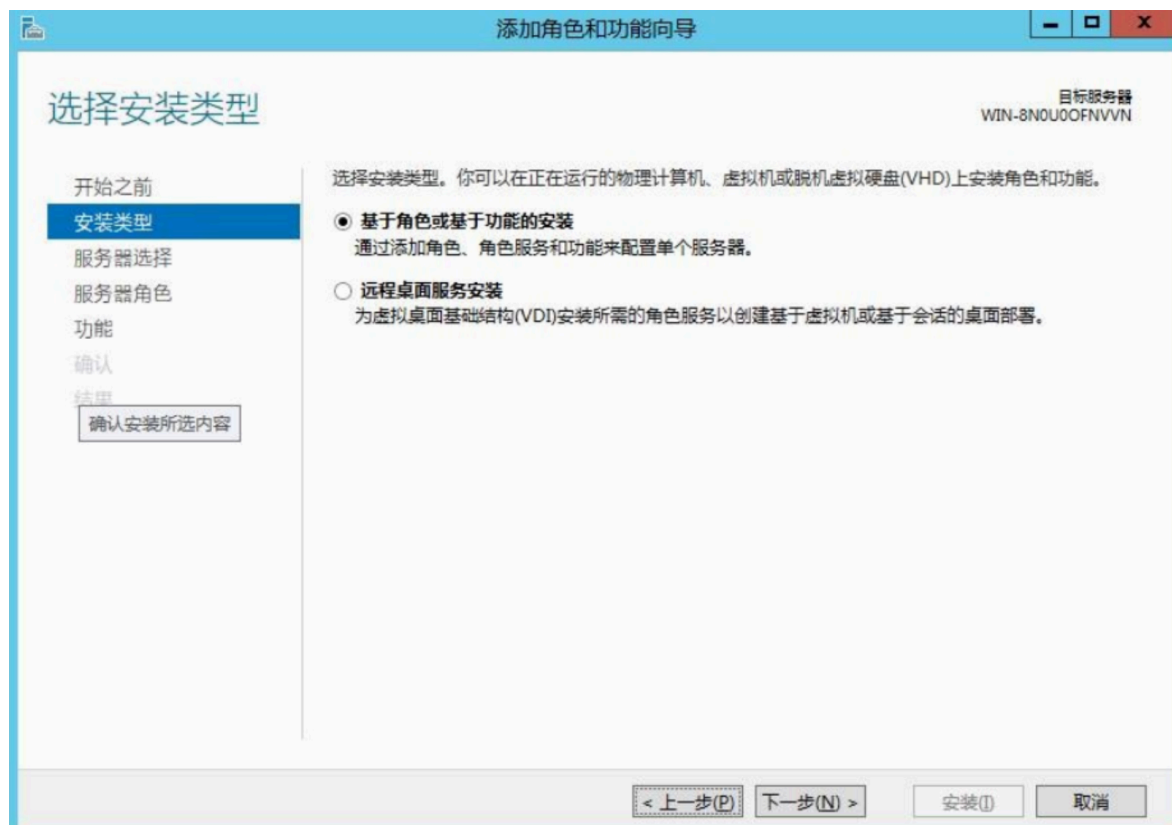 添加角色和功能向导
选择安装类型
目标服务器
WIN-8N0U0OFNVVN
开始之前
安装类型
服务器选择
服务器角色
功能
确认
结果
确认安装所选内容
选择安装类型。你可以在正在运行的物理计算机、虚拟机或脱机虚拟硬盘(VHD)上安装角色和功能。
基于角色或基于功能的安装
通过添加角色、角色服务和功能来配置单个服务器。
远程桌面服务安装
为虚拟桌面基础结构(VDI)安装所需的角色服务以创建基于虚拟机或基于会话的桌面部署。
< 上一步(P)
下一步(N) >
安装(I)
取消